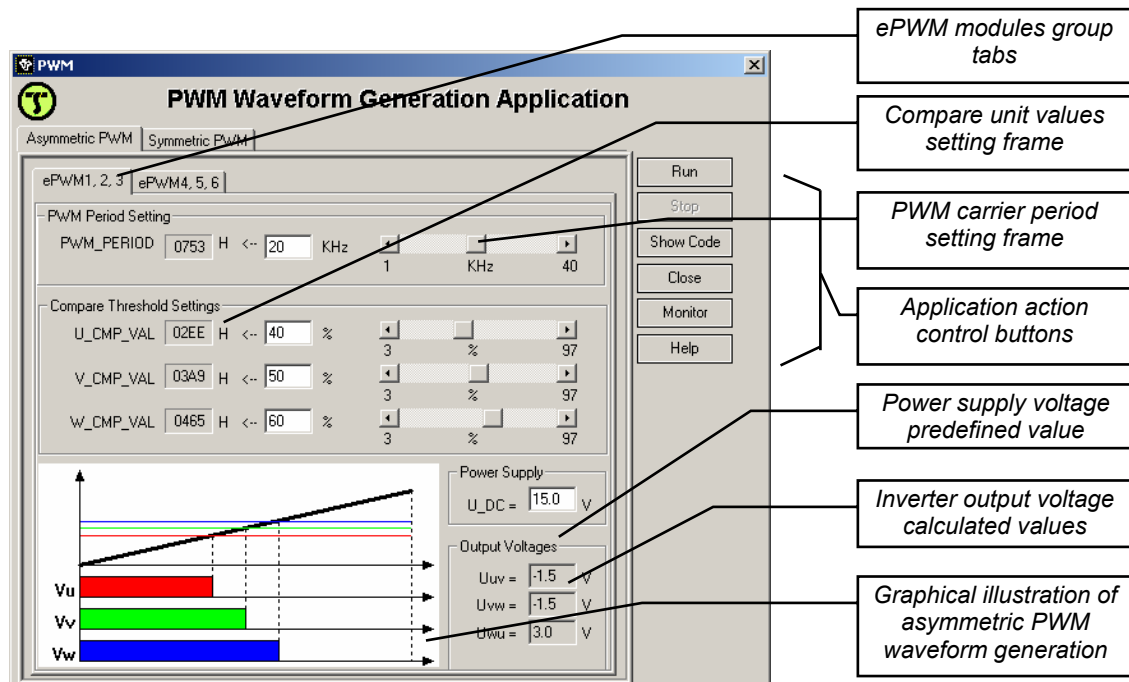 PWM
PWM Waveform Generation Application
Asymmetric PWM Symmetric PWM
ePWM1, 2, 3 ePWM4, 5, 6
PWM Period Setting
PWM_PERIOD 0753 H <-- 20 KHz
1 KHz 40
Compare Threshold Settings
U_CMP_VAL 02EE H <-- 40 %
3 % 97
V_CMP_VAL 03A9 H <-- 50 %
3 % 97
W_CMP_VAL 0465 H <-- 60 %
3 % 97
Vu
Vv
Vw
Power Supply
U_DC = 15.0 V
Output Voltages
Uuv = -1.5 V
Uvw = -1.5 V
Uwu = 3.0 V
Run
Stop
Show Code
Close
Monitor
Help
ePWM modules group
tabs
Compare unit values
setting frame
PWM carrier period
setting frame
Application action
control buttons
Power supply voltage
predefined value
Inverter output voltage
calculated values
Graphical illustration of
asymmetric PWM
waveform generation